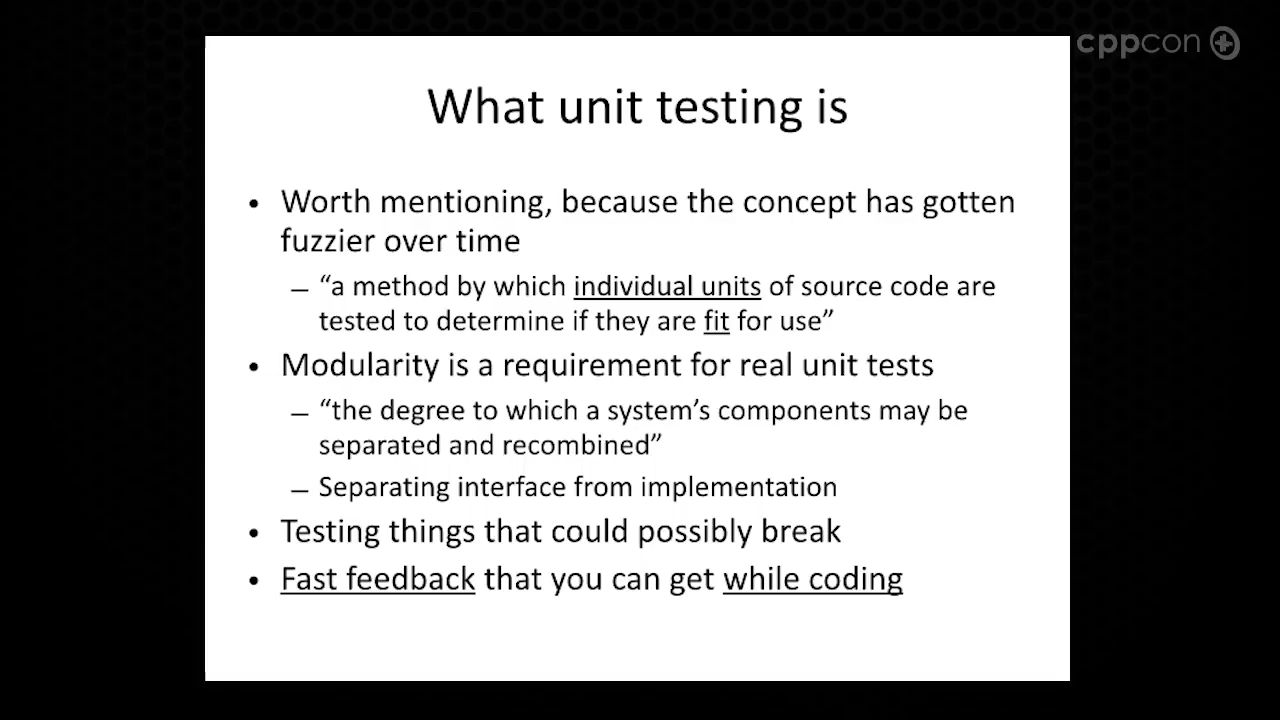 cppcon
What unit testing is
• Worth mentioning, because the concept has gotten
fuzzier over time
– “a method by which individual units of source code are
tested to determine if they are fit for use”
• Modularity is a requirement for real unit tests
– “the degree to which a system’s components may be
separated and recombined”
– Separating interface from implementation
• Testing things that could possibly break
• Fast feedback that you can get while coding